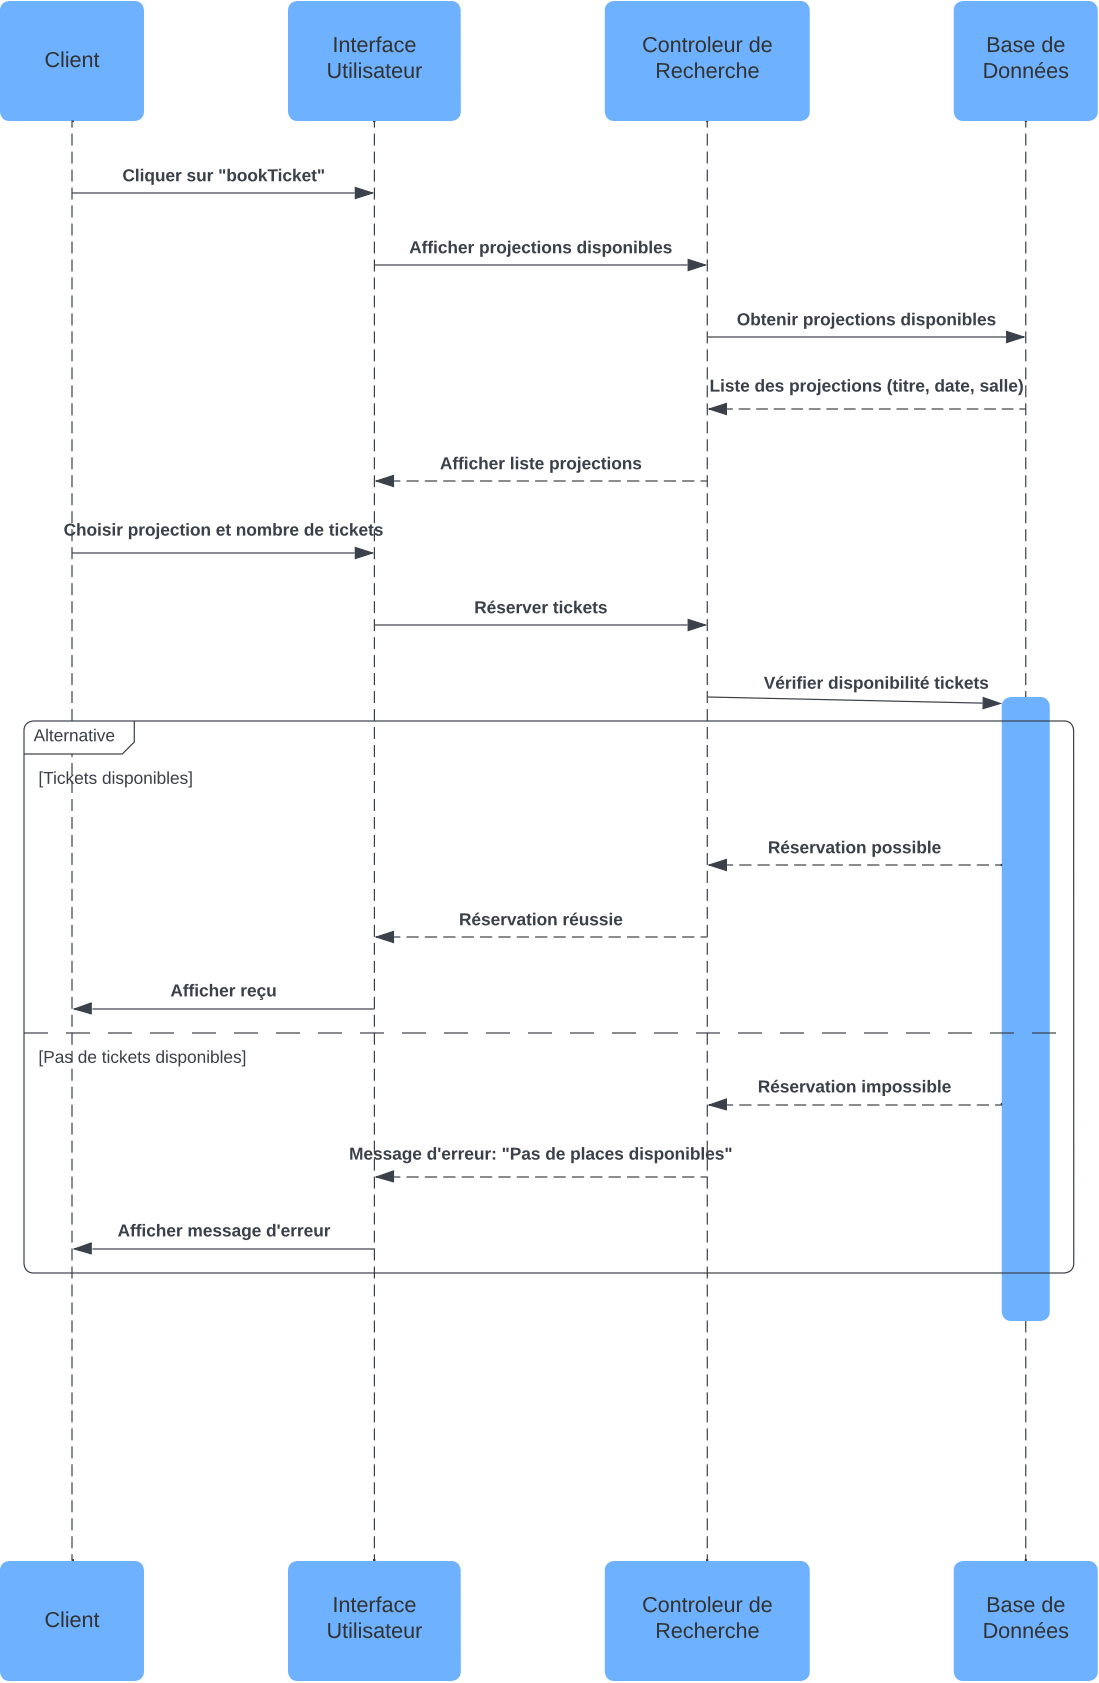 Client
Interface
Utilisateur
Controleur de
Recherche
Base de
Données
Cliquer sur "bookTicket"
Afficher projections disponibles
Obtenir projections disponibles
Liste des projections (titre, date, salle)
Afficher liste projections
Choisir projection et nombre de tickets
Réserver tickets
Vérifier disponibilité tickets
Alternative
[Tickets disponibles]
Réservation possible
Réservation réussie
Afficher reçu
[Pas de tickets disponibles]
Réservation impossible
Message d'erreur: "Pas de places disponibles"
Afficher message d'erreur
Client
Interface
Utilisateur
Controleur de
Recherche
Base de
Données